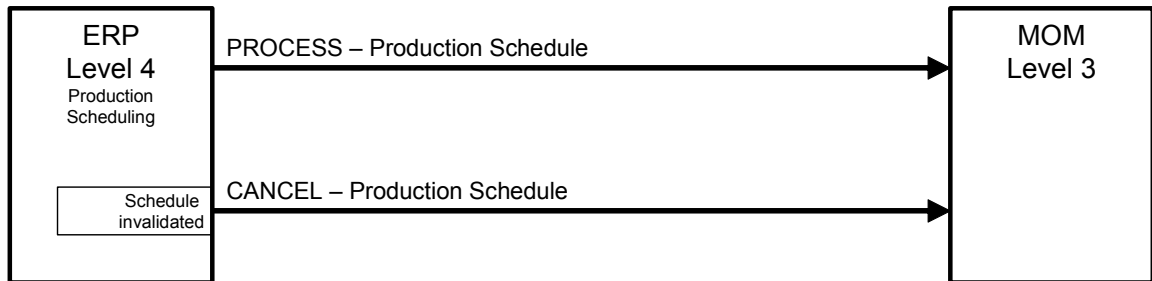 ERP
Level 4
Production
Scheduling
PROCESS – Production Schedule
MOM
Level 3
Schedule
invalidated
CANCEL – Production Schedule